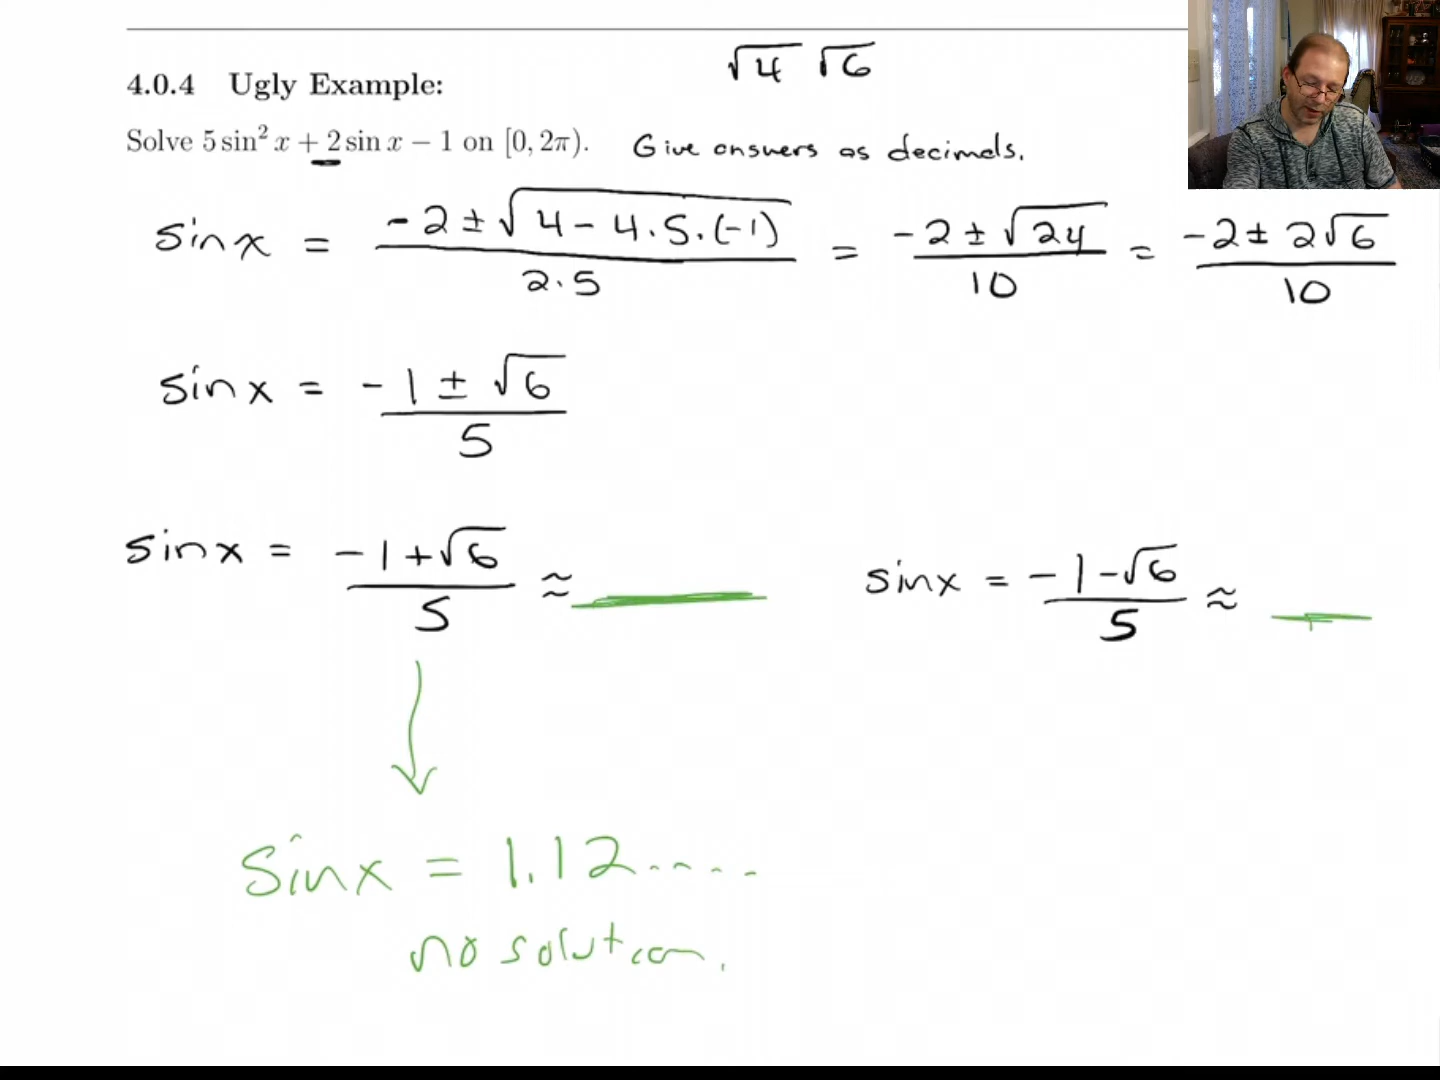 √4 √6
4.0.4 Ugly Example:
Solve 5 sin² x + 2 sin x − 1 on [0, 2π). Give answers as decimals.
sin x = (-2 ± √(4 - 4·5·(-1)))/(2·5) = (-2 ± √24)/10 = (-2 ± 2√6)/10
sin x = (-1 ± √6)/5
sin x = (-1 + √6)/5 ≈
sin x = (-1 - √6)/5 ≈
sin x = 1.12....
no solution.